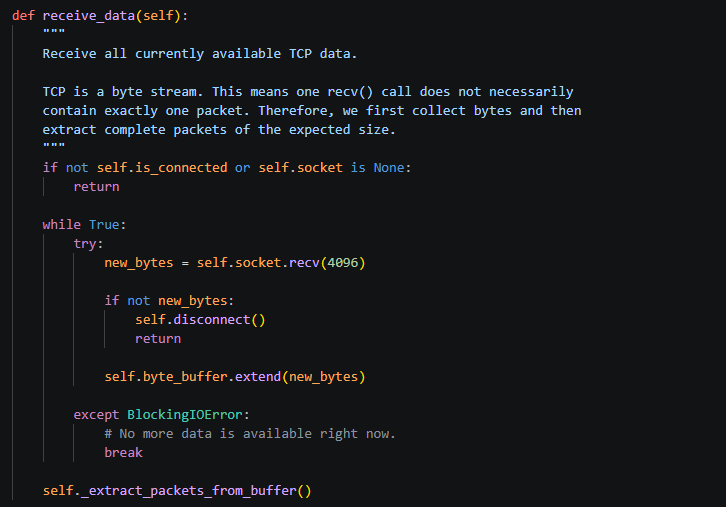 def receive_data(self):
    """
    Receive all currently available TCP data.

    TCP is a byte stream. This means one recv() call does not necessarily
    contain exactly one packet. Therefore, we first collect bytes and then
    extract complete packets of the expected size.
    """
    if not self.is_connected or self.socket is None:
        return

    while True:
        try:
            new_bytes = self.socket.recv(4096)

            if not new_bytes:
                self.disconnect()
                return

            self.byte_buffer.extend(new_bytes)

        except BlockingIOError:
            # No more data is available right now.
            break

    self._extract_packets_from_buffer()